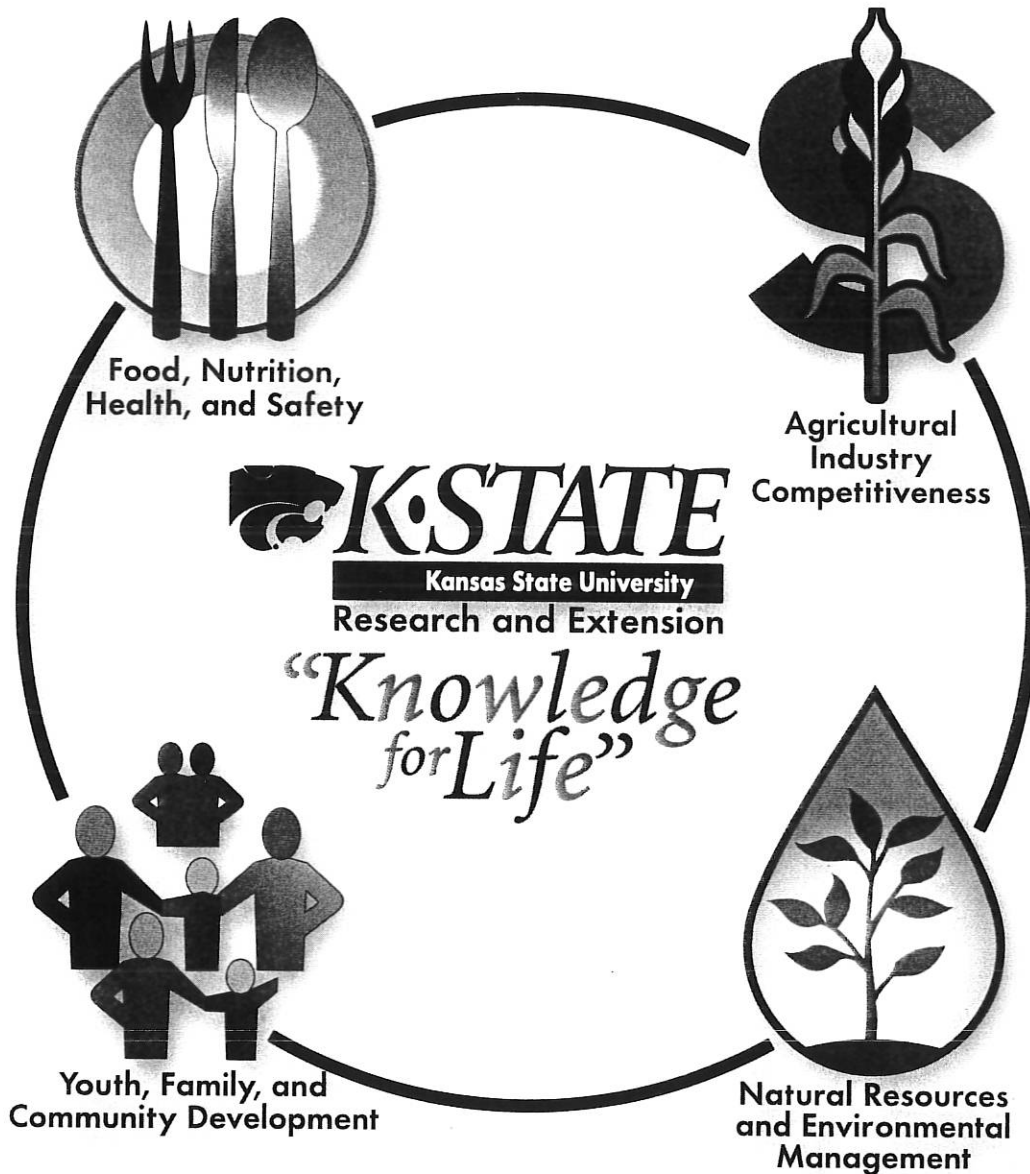 Food, Nutrition,
Health, and Safety
Agricultural
Industry
Competitiveness
K·STATE
Kansas State University
Research and Extension
“Knowledge
for Life”
Youth, Family, and
Community Development
Natural Resources
and Environmental
Management